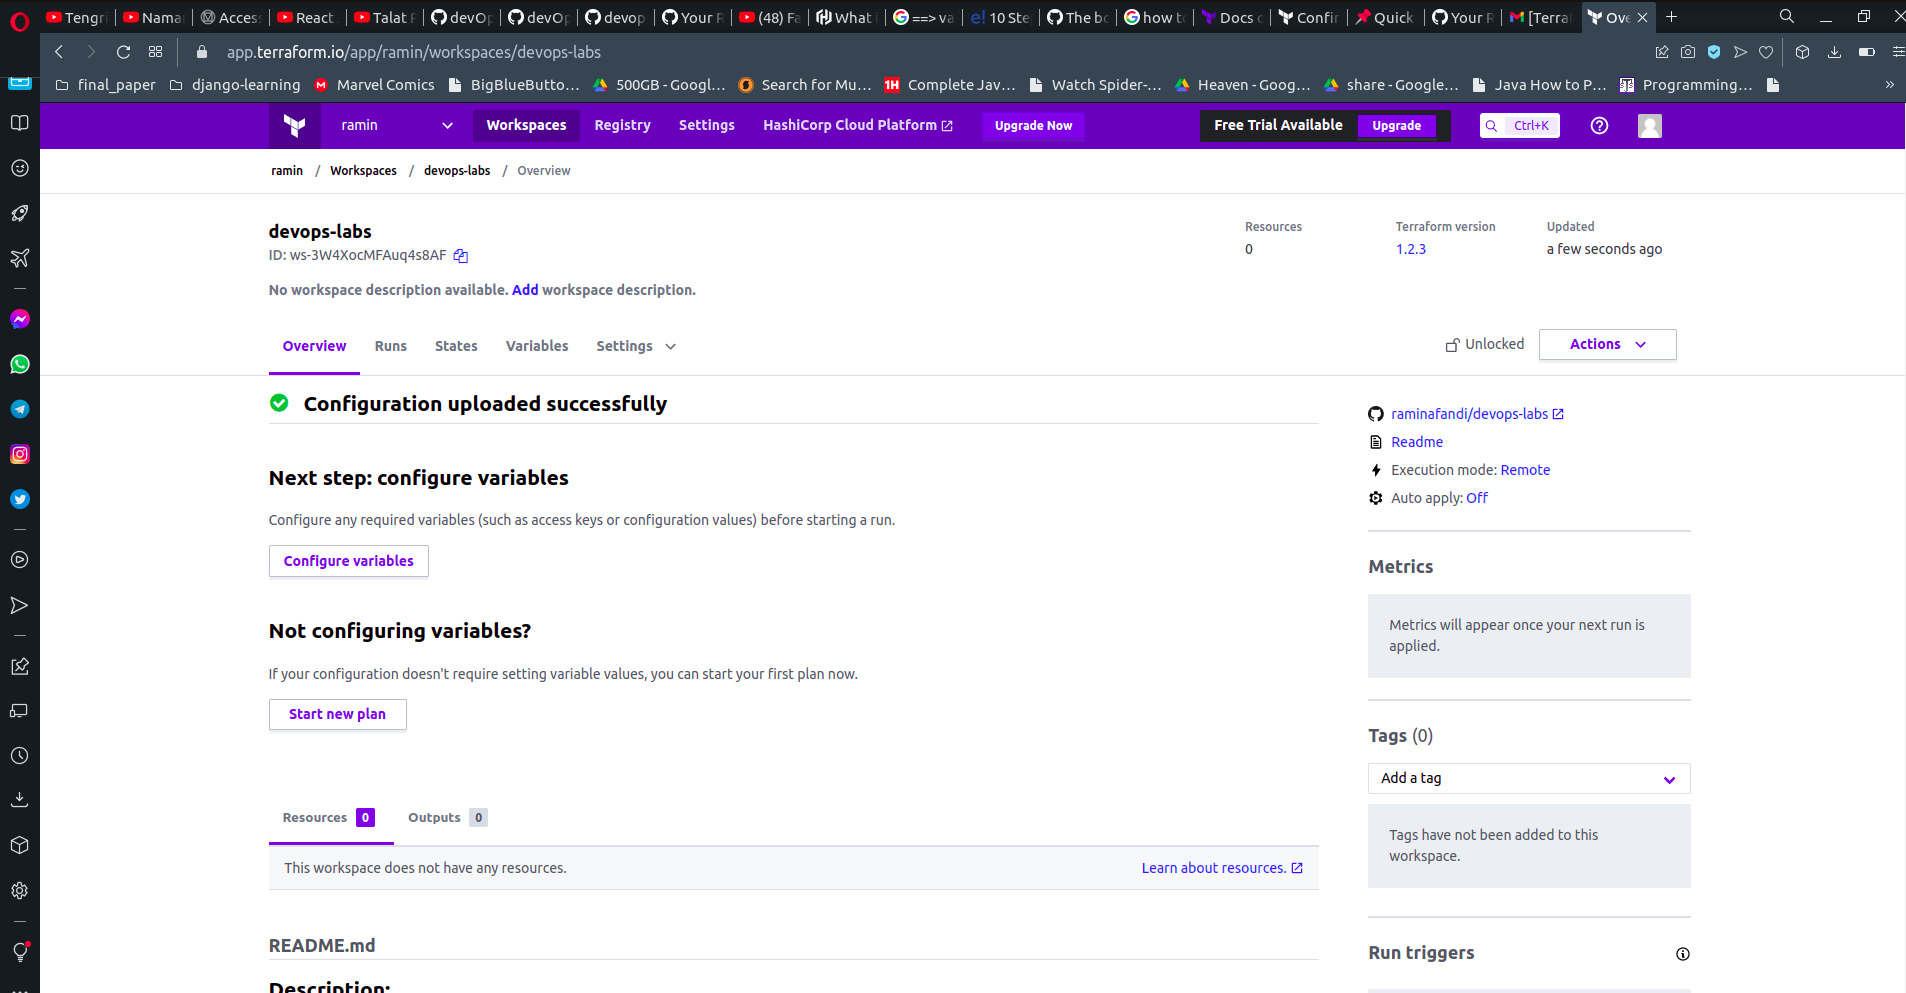 Tengri Namar Access React Talat devOp devOp devop Your R (48) Fa What ==> va 10 Ste The bo how to Docs o Confir Quick Your R [Terraf Ove
app.terraform.io/app/ramin/workspaces/devops-labs
final_paper django-learning Marvel Comics BigBlueButto... 500GB - Googl... Search for Mu... Complete Jav... Watch Spider-... Heaven - Goog... share - Google... Java How to P... Programming... »
ramin Workspaces Registry Settings HashiCorp Cloud Platform Upgrade Now Free Trial Available Upgrade Ctrl+K
ramin / Workspaces / devops-labs / Overview
devops-labs
ID: ws-3W4XocMFAuq4s8AF
No workspace description available. Add workspace description.
Resources
0
Terraform version
1.2.3
Updated
a few seconds ago
Overview Runs States Variables Settings
Unlocked Actions
Configuration uploaded successfully
Next step: configure variables
Configure any required variables (such as access keys or configuration values) before starting a run.
Configure variables
Not configuring variables?
If your configuration doesn't require setting variable values, you can start your first plan now.
Start new plan
Resources 0 Outputs 0
This workspace does not have any resources. Learn about resources.
README.md
Description:
raminafandi/devops-labs
Readme
Execution mode: Remote
Auto apply: Off
Metrics
Metrics will appear once your next run is
applied.
Tags (0)
Add a tag
Tags have not been added to this
workspace.
Run triggers